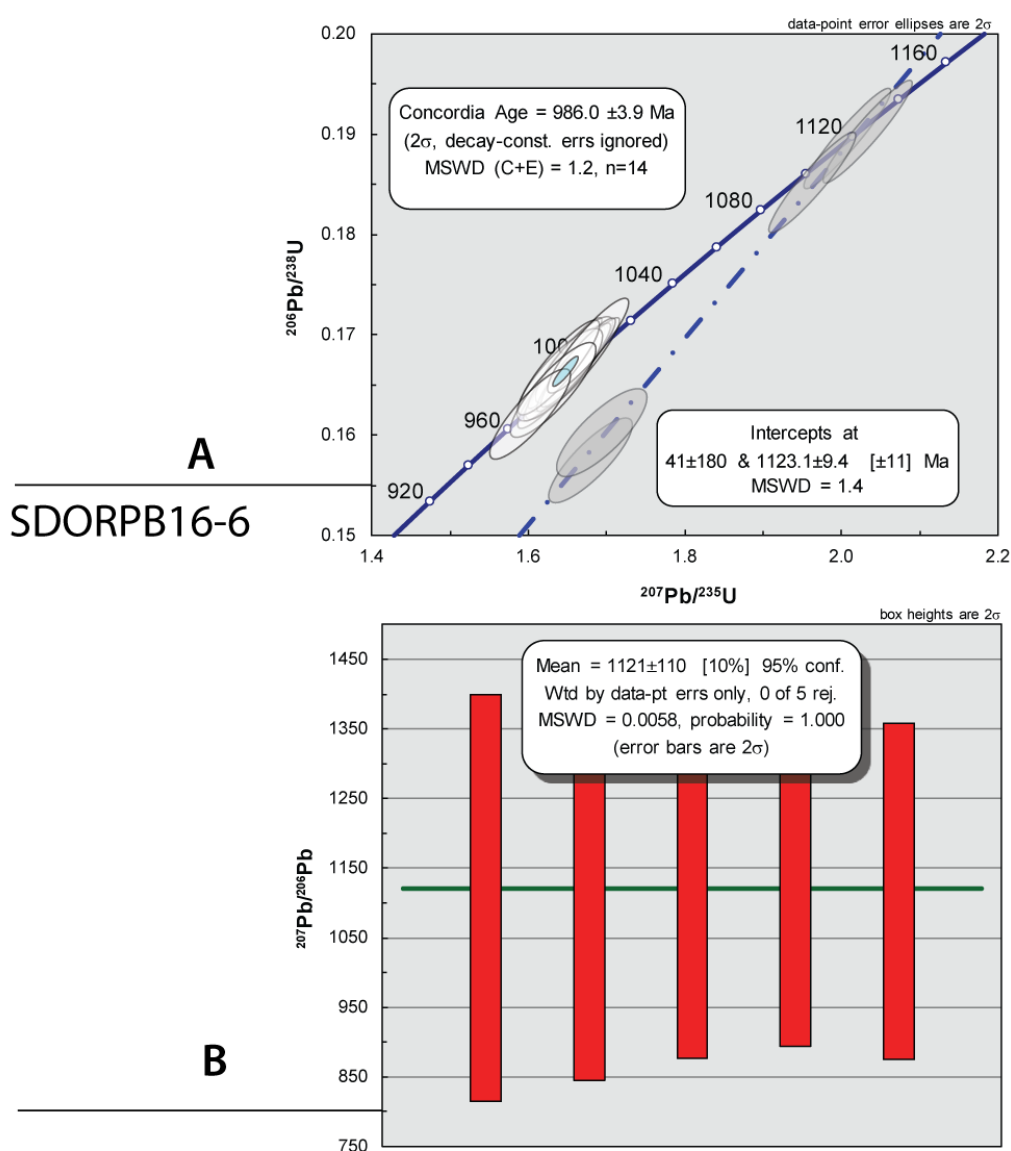 data-point error ellipses are 2σ
0.20
0.19
0.18
0.17
0.16
0.15
²⁰⁶Pb/²³⁸U
Concordia Age = 986.0 ±3.9 Ma
(2σ, decay-const. errs ignored)
MSWD (C+E) = 1.2, n=14
1160
1120
1080
1040
960
920
Intercepts at
41±180 & 1123.1±9.4 [±11] Ma
MSWD = 1.4
A
SDORPB16-6
1.4 1.6 1.8 2.0 2.2
²⁰⁷Pb/²³⁵U
box heights are 2σ
1450
1350
1250
1150
1050
950
850
750
²⁰⁷Pb/²⁰⁶Pb
Mean = 1121±110 [10%] 95% conf.
Wtd by data-pt errs only, 0 of 5 rej.
MSWD = 0.0058, probability = 1.000
(error bars are 2σ)
B